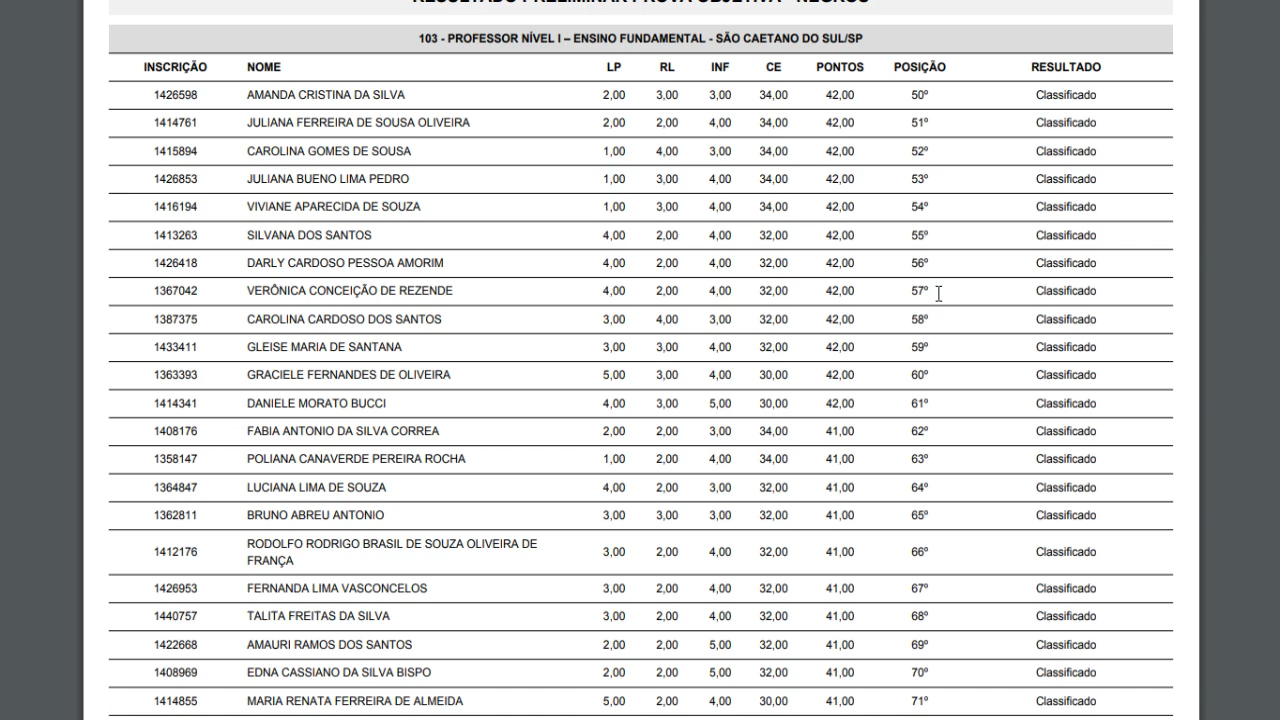 RESULTADO PRELIMINAR PROVA OBJETIVA - NEGROS
103 - PROFESSOR NÍVEL I – ENSINO FUNDAMENTAL - SÃO CAETANO DO SUL/SP
INSCRIÇÃO NOME LP RL INF CE PONTOS POSIÇÃO RESULTADO
1426598 AMANDA CRISTINA DA SILVA 2,00 3,00 3,00 34,00 42,00 50º Classificado
1414761 JULIANA FERREIRA DE SOUSA OLIVEIRA 2,00 2,00 4,00 34,00 42,00 51º Classificado
1415894 CAROLINA GOMES DE SOUSA 1,00 4,00 3,00 34,00 42,00 52º Classificado
1426853 JULIANA BUENO LIMA PEDRO 1,00 3,00 4,00 34,00 42,00 53º Classificado
1416194 VIVIANE APARECIDA DE SOUZA 1,00 3,00 4,00 34,00 42,00 54º Classificado
1413263 SILVANA DOS SANTOS 4,00 2,00 4,00 32,00 42,00 55º Classificado
1426418 DARLY CARDOSO PESSOA AMORIM 4,00 2,00 4,00 32,00 42,00 56º Classificado
1367042 VERÔNICA CONCEIÇÃO DE REZENDE 4,00 2,00 4,00 32,00 42,00 57º Classificado
1387375 CAROLINA CARDOSO DOS SANTOS 3,00 4,00 3,00 32,00 42,00 58º Classificado
1433411 GLEISE MARIA DE SANTANA 3,00 3,00 4,00 32,00 42,00 59º Classificado
1363393 GRACIELE FERNANDES DE OLIVEIRA 5,00 3,00 4,00 30,00 42,00 60º Classificado
1414341 DANIELE MORATO BUCCI 4,00 3,00 5,00 30,00 42,00 61º Classificado
1408176 FABIA ANTONIO DA SILVA CORREA 2,00 2,00 3,00 34,00 41,00 62º Classificado
1358147 POLIANA CANAVERDE PEREIRA ROCHA 1,00 2,00 4,00 34,00 41,00 63º Classificado
1364847 LUCIANA LIMA DE SOUZA 4,00 2,00 3,00 32,00 41,00 64º Classificado
1362811 BRUNO ABREU ANTONIO 3,00 3,00 3,00 32,00 41,00 65º Classificado
1412176 RODOLFO RODRIGO BRASIL DE SOUZA OLIVEIRA DE 3,00 2,00 4,00 32,00 41,00 66º Classificado
FRANÇA
1426953 FERNANDA LIMA VASCONCELOS 3,00 2,00 4,00 32,00 41,00 67º Classificado
1440757 TALITA FREITAS DA SILVA 3,00 2,00 4,00 32,00 41,00 68º Classificado
1422668 AMAURI RAMOS DOS SANTOS 2,00 2,00 5,00 32,00 41,00 69º Classificado
1408969 EDNA CASSIANO DA SILVA BISPO 2,00 2,00 5,00 32,00 41,00 70º Classificado
1414855 MARIA RENATA FERREIRA DE ALMEIDA 5,00 2,00 4,00 30,00 41,00 71º Classificado